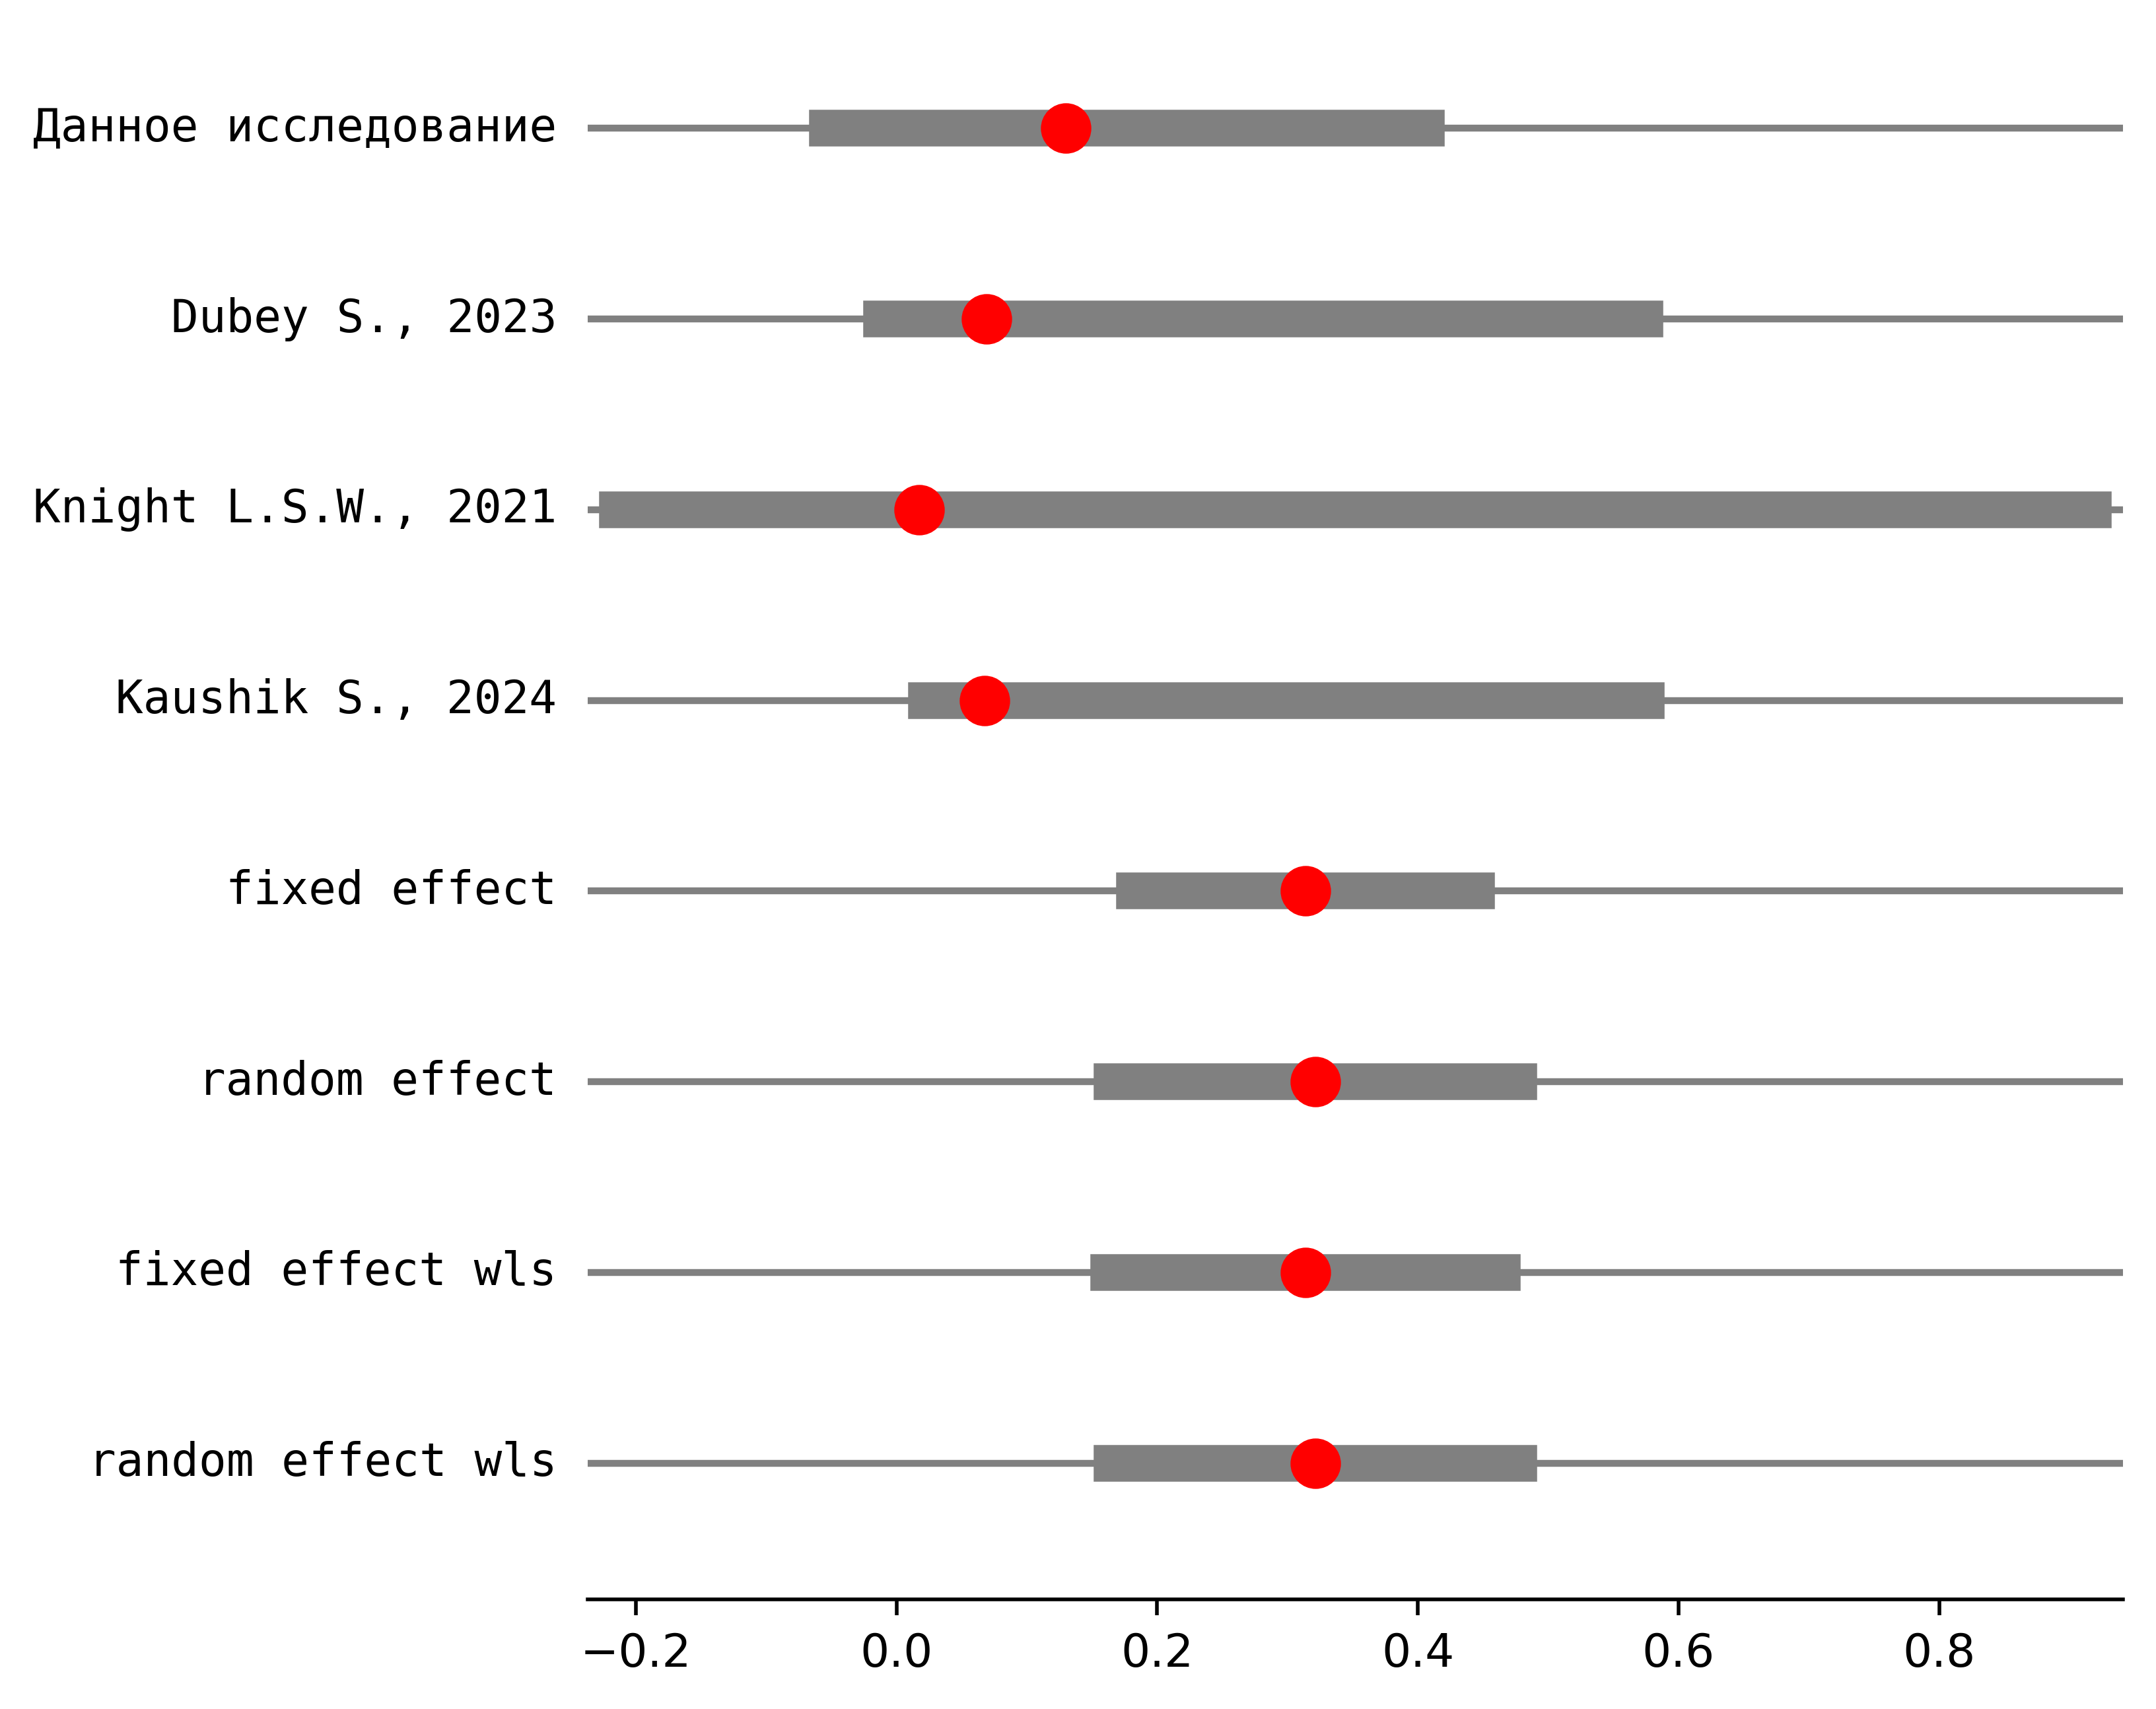 Данное исследование
Dubey S., 2023
Knight L.S.W., 2021
Kaushik S., 2024
fixed effect
random effect
fixed effect wls
random effect wls
−0.2 0.0 0.2 0.4 0.6 0.8